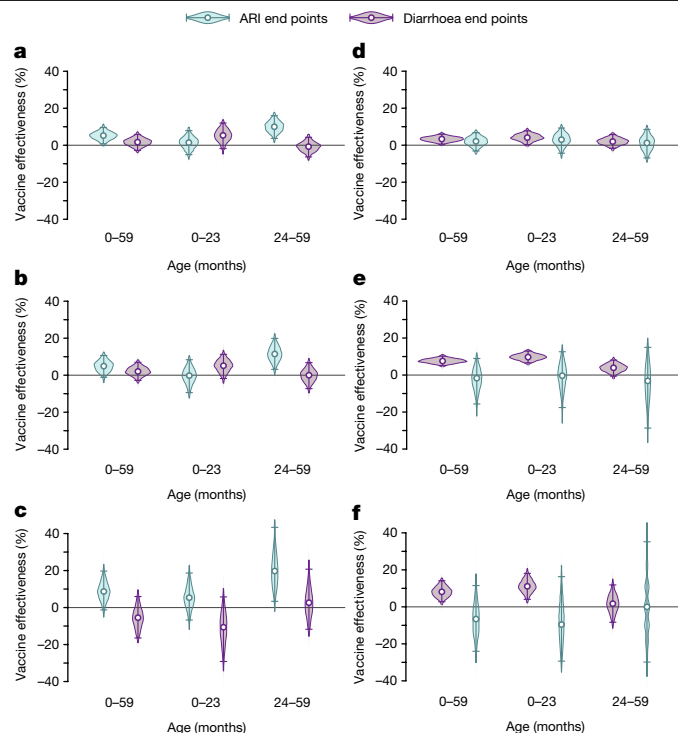 ARI end points Diarrhoea end points
a
Vaccine effectiveness (%)
40
20
0
−20
−40
0–59 0–23 24–59
Age (months)
d
Vaccine effectiveness (%)
40
20
0
−20
−40
0–59 0–23 24–59
Age (months)
b
Vaccine effectiveness (%)
40
20
0
−20
−40
0–59 0–23 24–59
Age (months)
e
Vaccine effectiveness (%)
40
20
0
−20
−40
0–59 0–23 24–59
Age (months)
c
Vaccine effectiveness (%)
40
20
0
−20
−40
0–59 0–23 24–59
Age (months)
f
Vaccine effectiveness (%)
40
20
0
−20
−40
0–59 0–23 24–59
Age (months)